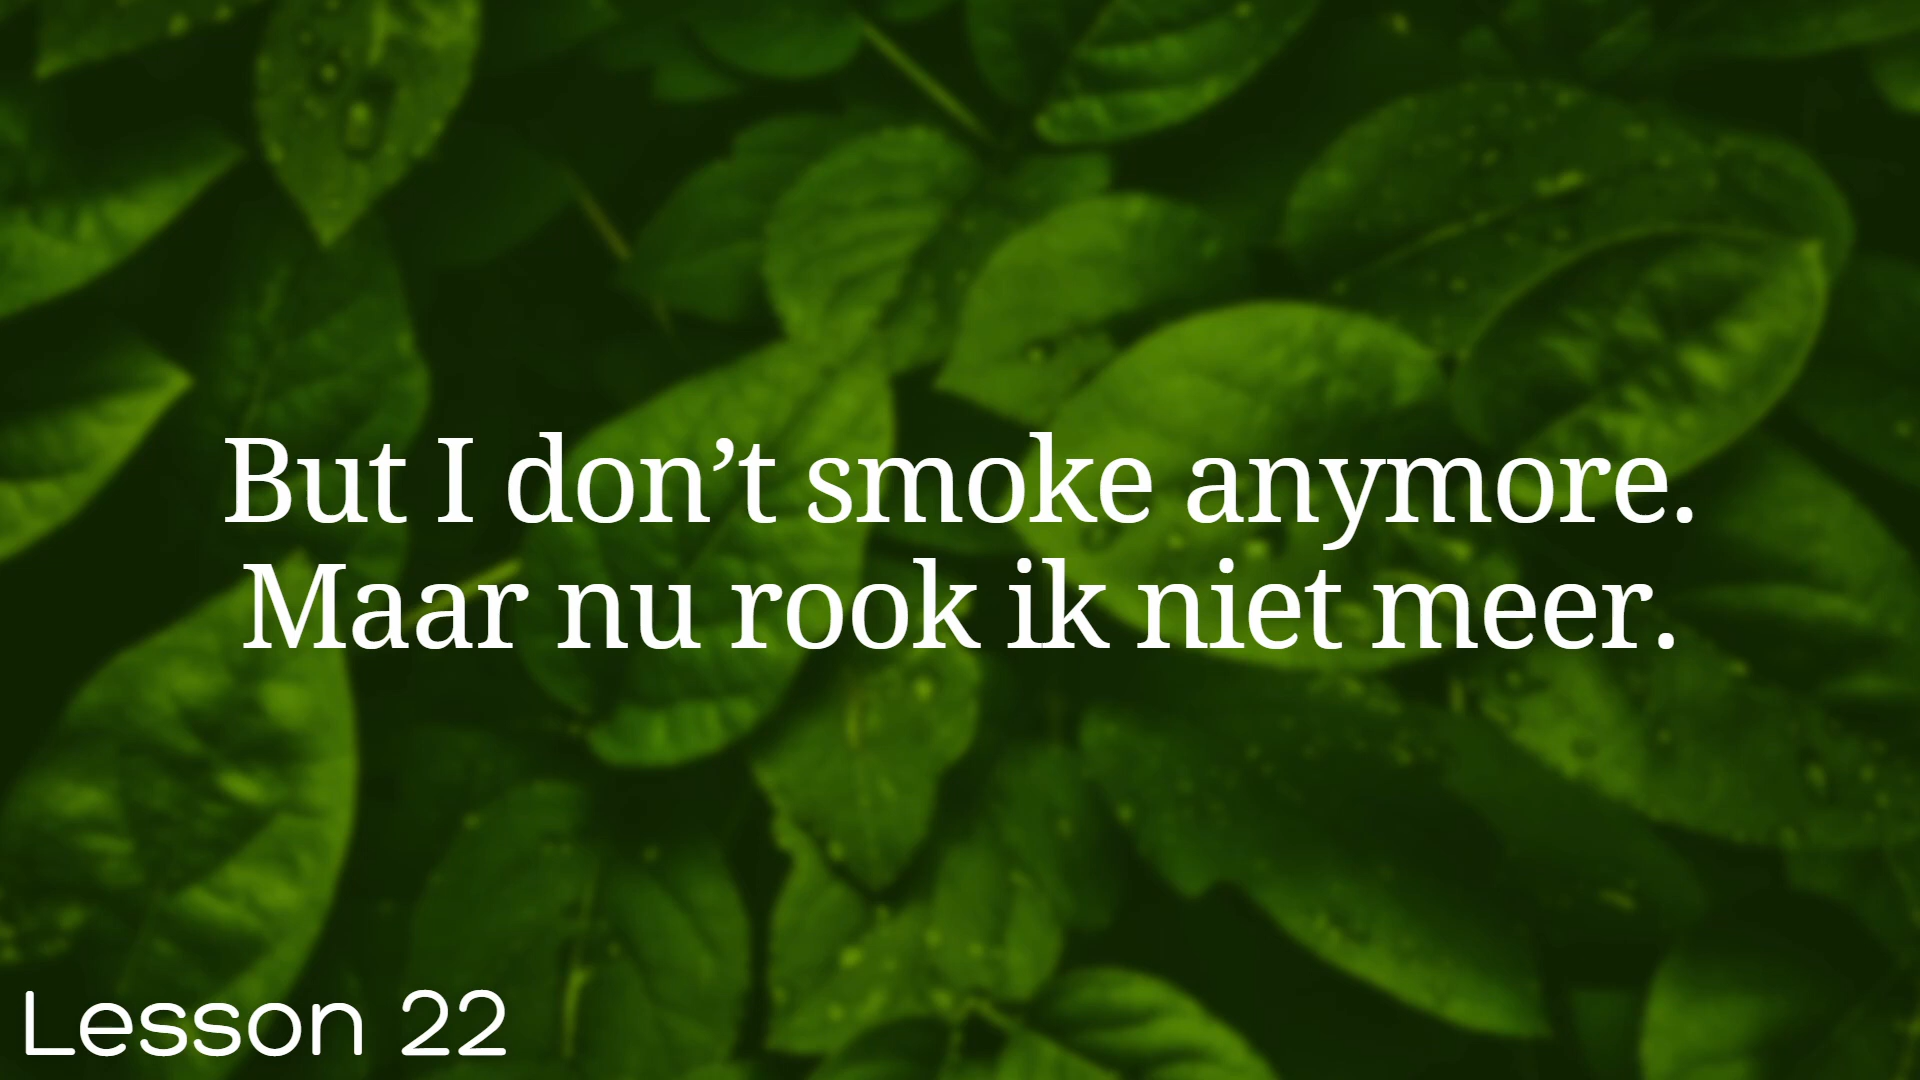 But I don’t smoke anymore.
Maar nu rook ik niet meer.
Lesson 22